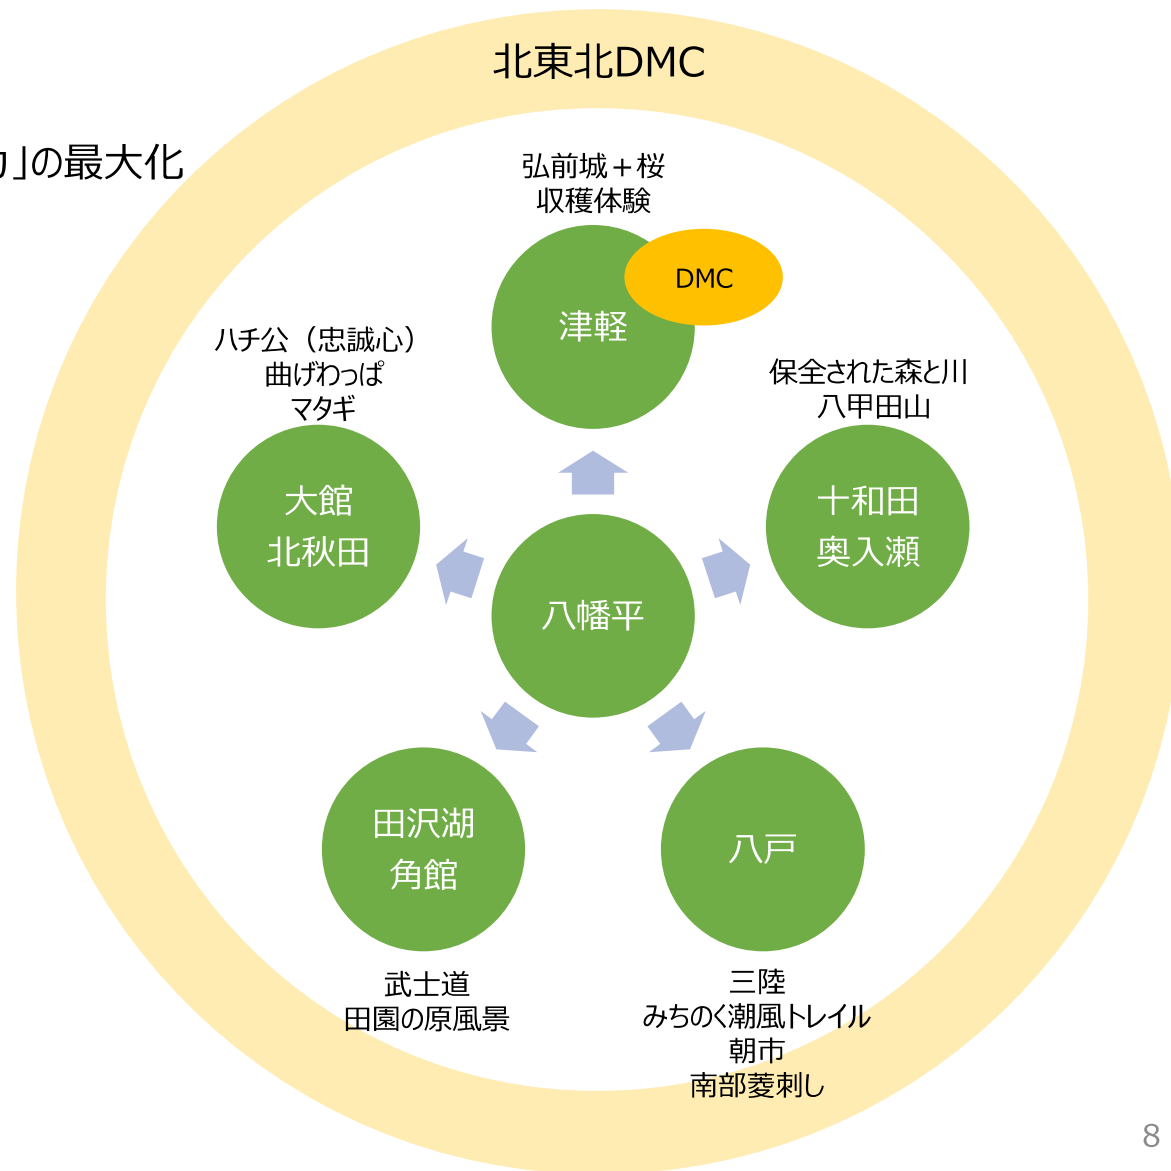 北東北DMC
」の最大化
弘前城＋桜
収穫体験
DMC
津軽
ハチ公（忠誠心）
曲げわっぱ
マタギ
保全された森と川
八甲田山
大館
北秋田
十和田
奥入瀬
八幡平
田沢湖
角館
八戸
武士道
田園の原風景
三陸
みちのく潮風トレイル
朝市
南部菱刺し
8